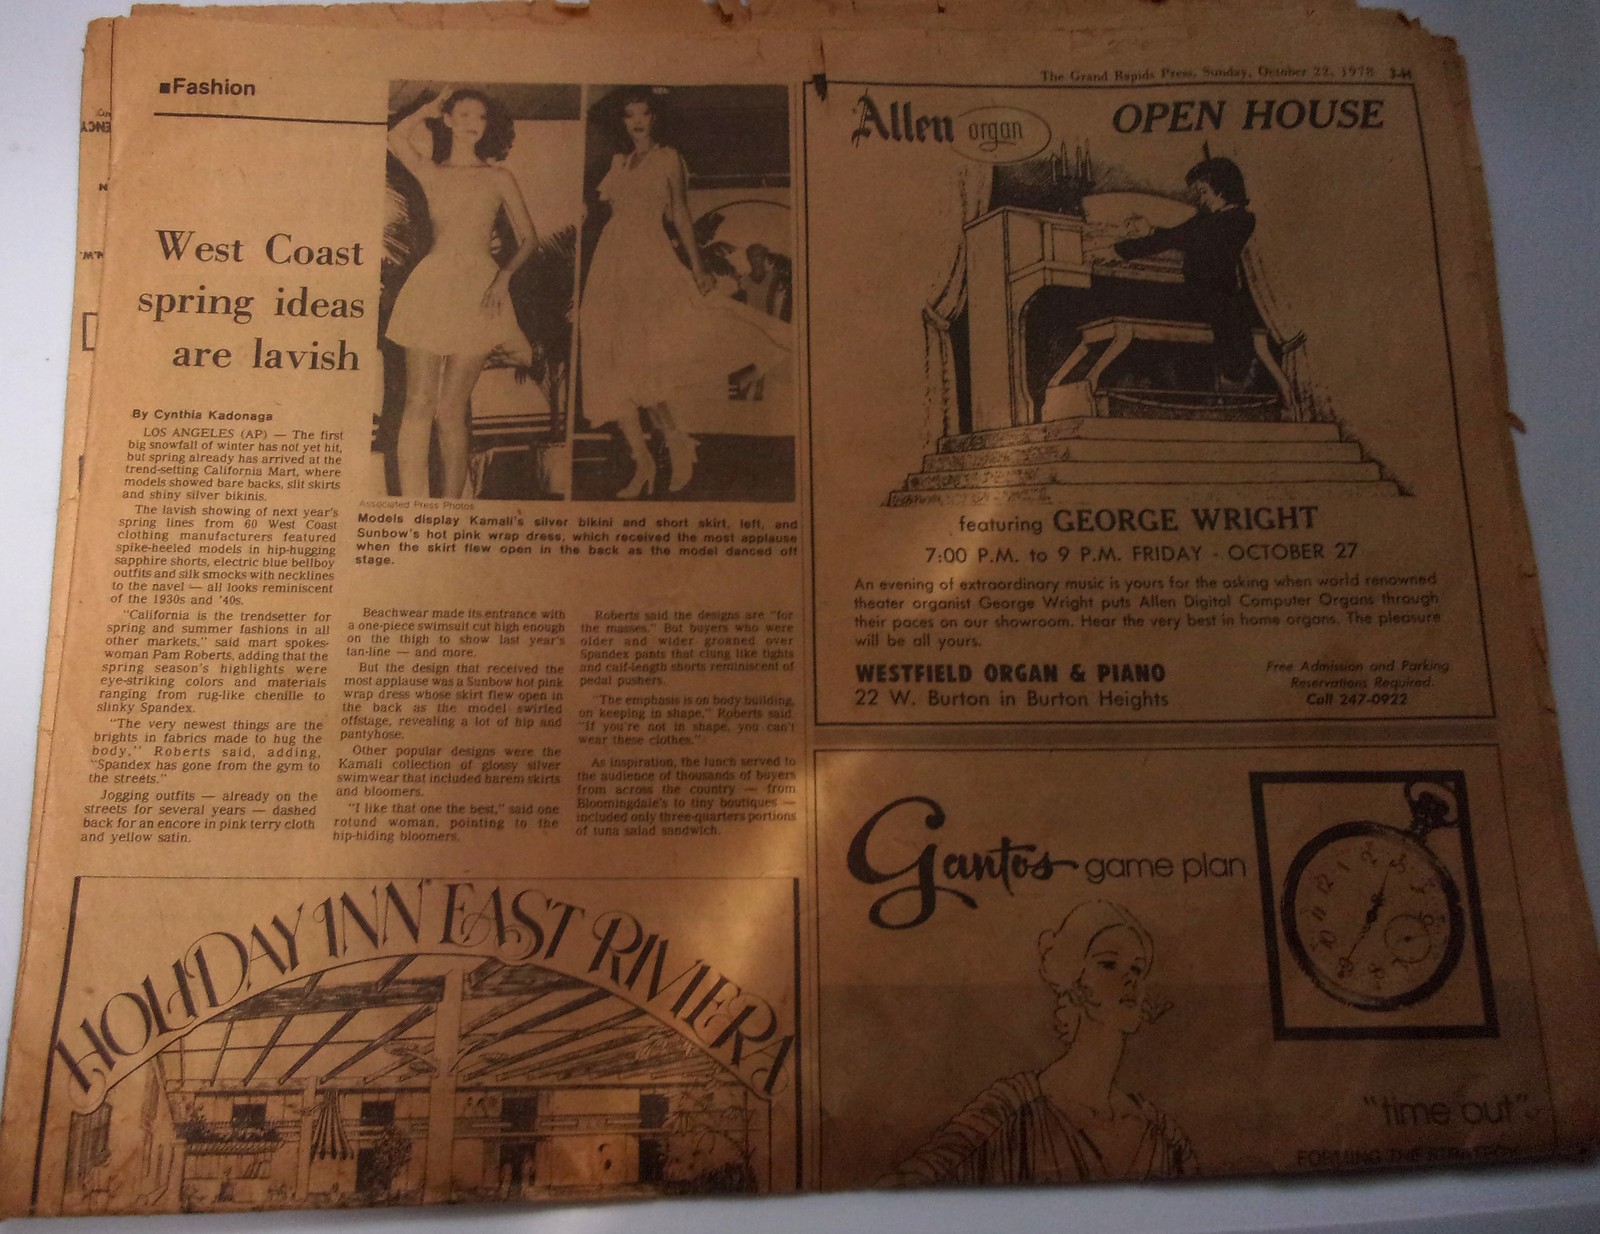 ■Fashion
West Coast
spring ideas
are lavish
By Cynthia Kadonaga
LOS ANGELES (AP) — The first
big snowfall of winter has not yet hit,
but spring already has arrived at the
trend-setting California Mart, where
models showed bare backs, slit skirts
and shiny silver bikinis.
The lavish showing of next year's
spring lines from 60 West Coast
clothing manufacturers featured
spike-heeled models in hip-hugging
sapphire shorts, electric blue bellboy
outfits and silk smocks with necklines
to the navel — all looks reminiscent
of the 1930s and '40s.
"California is the trendsetter for
spring and summer fashions in all
other markets," said mart spokes-
woman Pam Roberts, adding that the
spring season's highlights were
eye-striking colors and materials
ranging from rug-like chenille to
slinky Spandex.
"The very newest things are the
brights in fabrics made to hug the
body," Roberts said, adding,
"Spandex has gone from the gym to
the streets."
Jogging outfits — already on the
streets for several years — dashed
back for an encore in pink terry cloth
and yellow satin.
Associated Press Photos
Models display Kamali's silver bikini and short skirt, left, and
Sunbow's hot pink wrap dress, which received the most applause
when the skirt flew open in the back as the model danced off
stage.
Beachwear made its entrance with
a one-piece swimsuit cut high enough
on the thigh to show last year's
tan-line — and more.
But the design that received the
most applause was a Sunbow hot pink
wrap dress whose skirt flew open in
the back as the model swirled
offstage, revealing a lot of hip and
pantyhose.
Other popular designs were the
Kamali collection of glossy silver
swimwear that included harem skirts
and bloomers.
"I like that one the best," said one
rotund woman, pointing to the
hip-hiding bloomers.
Roberts said the designs are "for
the masses." But buyers who were
older and wider groaned over
Spandex pants that clung like tights
and calf-length shorts reminiscent of
pedal pushers.
"The emphasis is on body building,
on keeping in shape," Roberts said.
"If you're not in shape, you can't
wear these clothes."
As inspiration, the lunch served to
the audience of thousands of buyers
from across the country — from
Bloomingdale's to tiny boutiques —
included only three-quarters portions
of tuna salad sandwich.
HOLIDAY INN EAST RIVIERA
The Grand Rapids Press, Sunday, October 22, 1978 3-H
Allen organ OPEN HOUSE
featuring GEORGE WRIGHT
7:00 P.M. to 9 P.M. FRIDAY - OCTOBER 27
An evening of extraordinary music is yours for the asking when world renowned
theater organist George Wright puts Allen Digital Computer Organs through
their paces on our showroom. Hear the very best in home organs. The pleasure
will be all yours.
WESTFIELD ORGAN & PIANO
22 W. Burton in Burton Heights
Free Admission and Parking
Reservations Required.
Call 247-0922
Gantos game plan
"time out"
FORMING THE STRATEGY